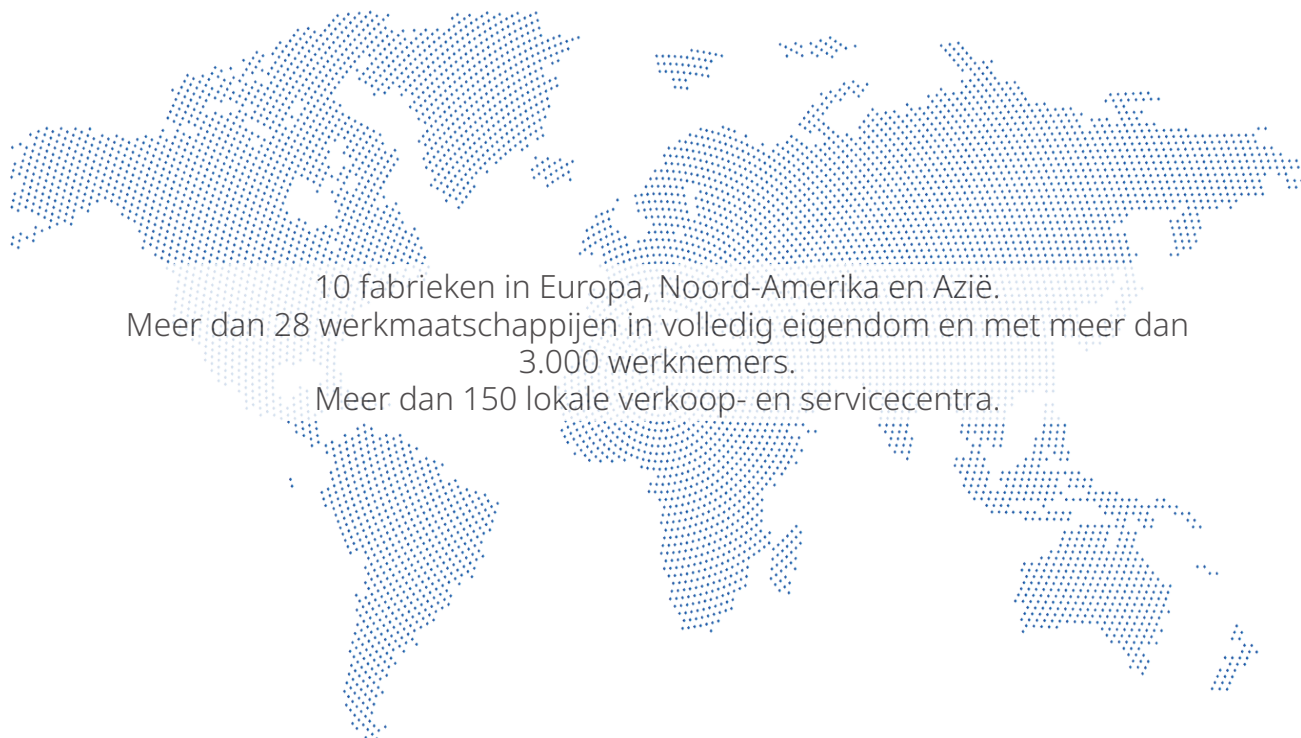 10 fabrieken in Europa, Noord-Amerika en Azië.
Meer dan 28 werkmaatschappijen in volledig eigendom en met meer dan
3.000 werknemers.
Meer dan 150 lokale verkoop- en servicecentra.